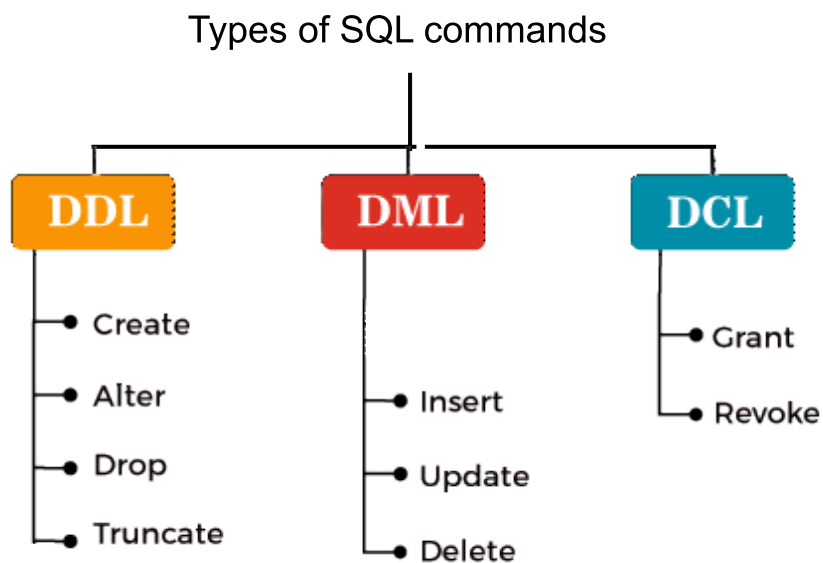 Types of SQL commands
DDL
Create
Alter
Drop
Truncate
DML
Insert
Update
Delete
DCL
Grant
Revoke